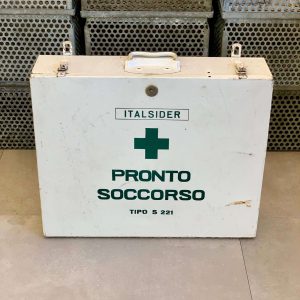 ITALSIDER
PRONTO
SOCCORSO
TIPO S 221